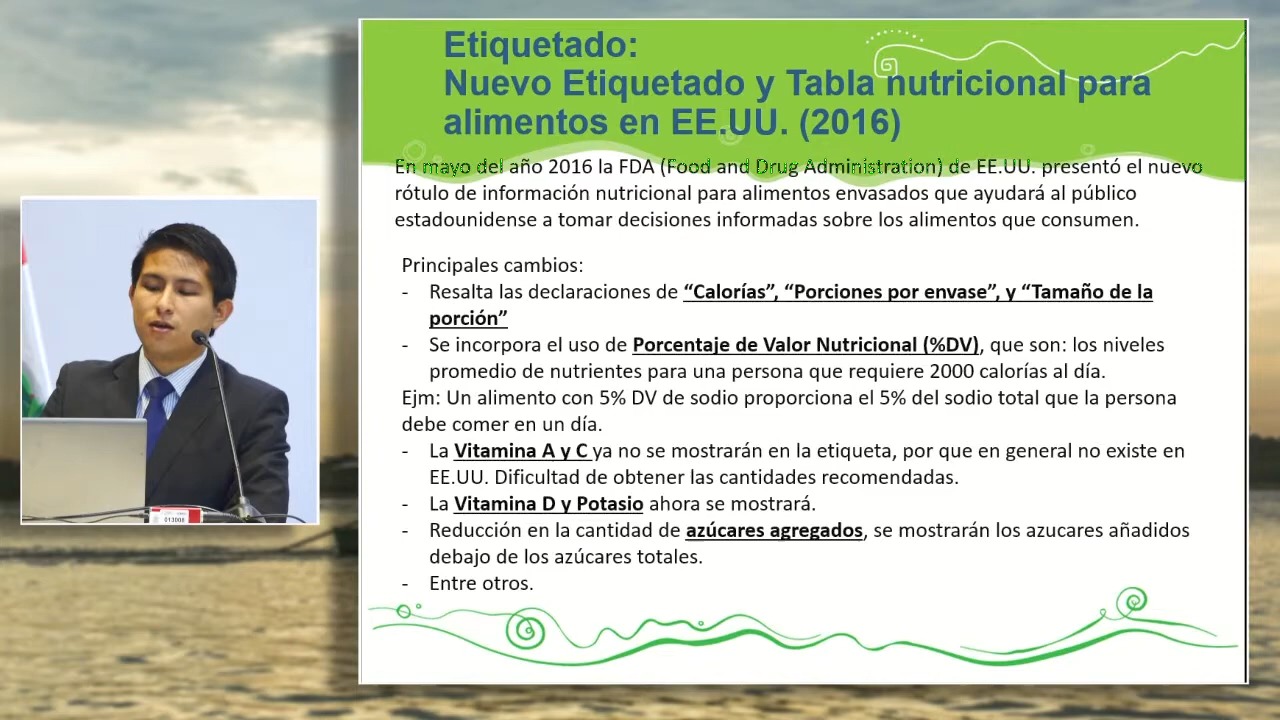 Etiquetado:
Nuevo Etiquetado y Tabla nutricional para
alimentos en EE.UU. (2016)
En mayo del año 2016 la FDA (Food and Drug Administration) de EE.UU. presentó el nuevo
rótulo de información nutricional para alimentos envasados que ayudará al público
estadounidense a tomar decisiones informadas sobre los alimentos que consumen.
Principales cambios:
- Resalta las declaraciones de “Calorías”, “Porciones por envase”, y “Tamaño de la
porción”
- Se incorpora el uso de Porcentaje de Valor Nutricional (%DV), que son: los niveles
promedio de nutrientes para una persona que requiere 2000 calorías al día.
Ejm: Un alimento con 5% DV de sodio proporciona el 5% del sodio total que la persona
debe comer en un día.
- La Vitamina A y C ya no se mostrarán en la etiqueta, por que en general no existe en
EE.UU. Dificultad de obtener las cantidades recomendadas.
- La Vitamina D y Potasio ahora se mostrará.
- Reducción en la cantidad de azúcares agregados, se mostrarán los azucares añadidos
debajo de los azúcares totales.
- Entre otros.